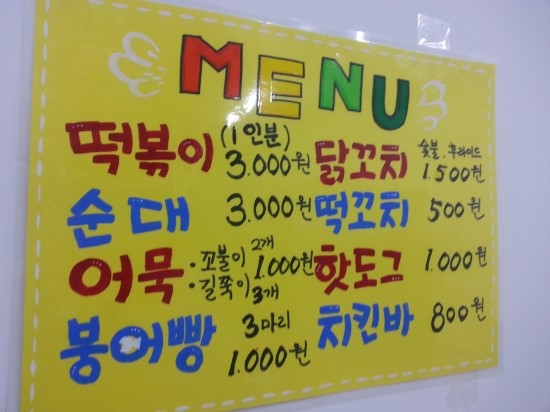 MENU
떡볶이 (1인분) 3.000원
순대 3.000원
어묵 ·꼬불이 2개 1.000원
·길쭉이 3개
붕어빵 3마리 1.000원
닭꼬치 숯불.후라이드 1.500원
떡꼬치 500원
핫도그 1.000원
치킨바 800원